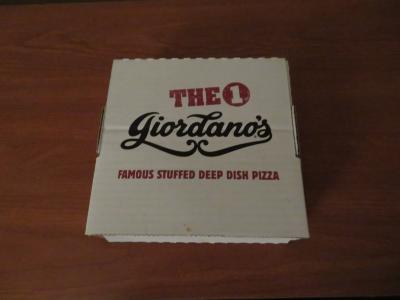 THE 1
Giordano's
FAMOUS STUFFED DEEP DISH PIZZA